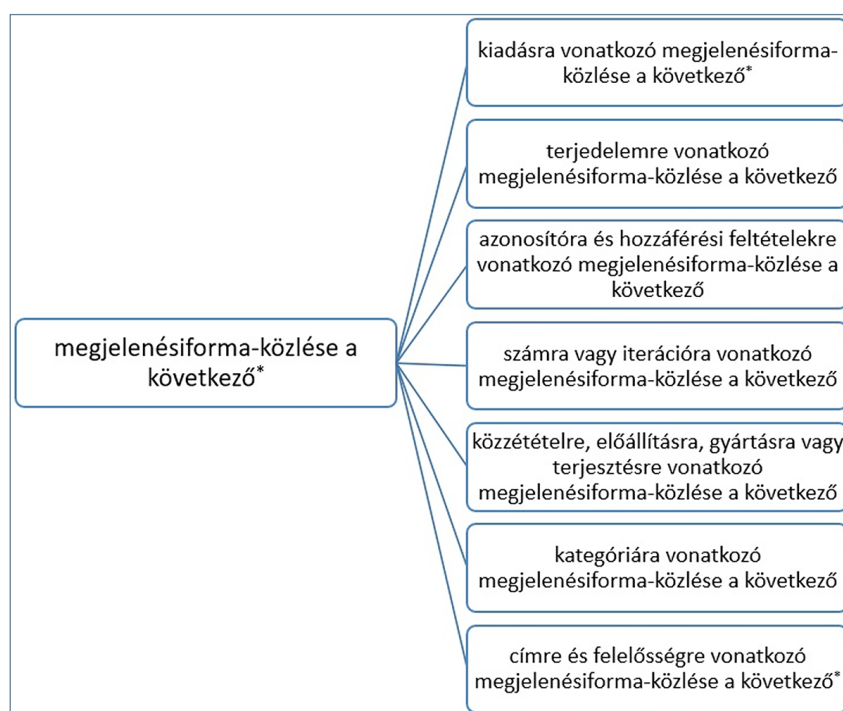 megjelenésiforma-közlése a
következő*
kiadásra vonatkozó megjelenésiforma-
közlése a következő*
terjedelemre vonatkozó
megjelenésiforma-közlése a következő
azonosítóra és hozzáférési feltételekre
vonatkozó megjelenésiforma-közlése a
következő
számra vagy iterációra vonatkozó
megjelenésiforma-közlése a következő
közzétételre, előállításra, gyártásra vagy
terjesztésre vonatkozó
megjelenésiforma-közlése a következő
kategóriára vonatkozó
megjelenésiforma-közlése a következő
címre és felelősségre vonatkozó
megjelenésiforma-közlése a következő*